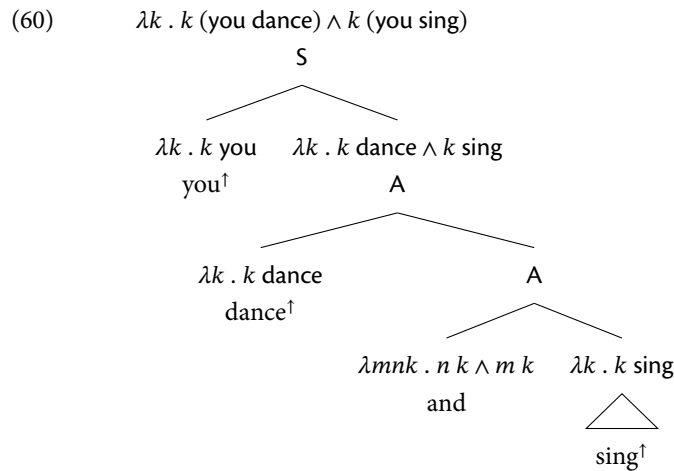 (60) λk . k (you dance) ∧ k (you sing)
S
λk . k you λk . k dance ∧ k sing
you↑ A
λk . k dance A
dance↑
λmnk . n k ∧ m k λk . k sing
and
sing↑